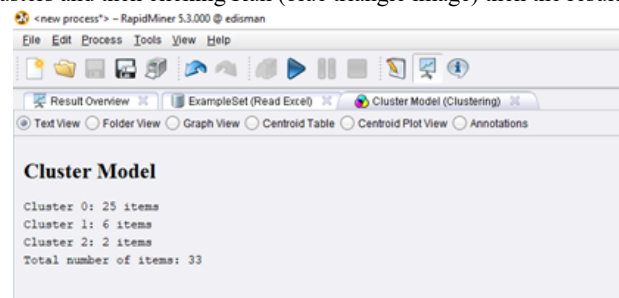 <new process*> – RapidMiner 5.3.000 @ edisman
File Edit Process Tools View Help
Result Overview ExampleSet (Read Excel) Cluster Model (Clustering)
Text View Folder View Graph View Centroid Table Centroid Plot View Annotations
Cluster Model
Cluster 0: 25 items
Cluster 1: 6 items
Cluster 2: 2 items
Total number of items: 33